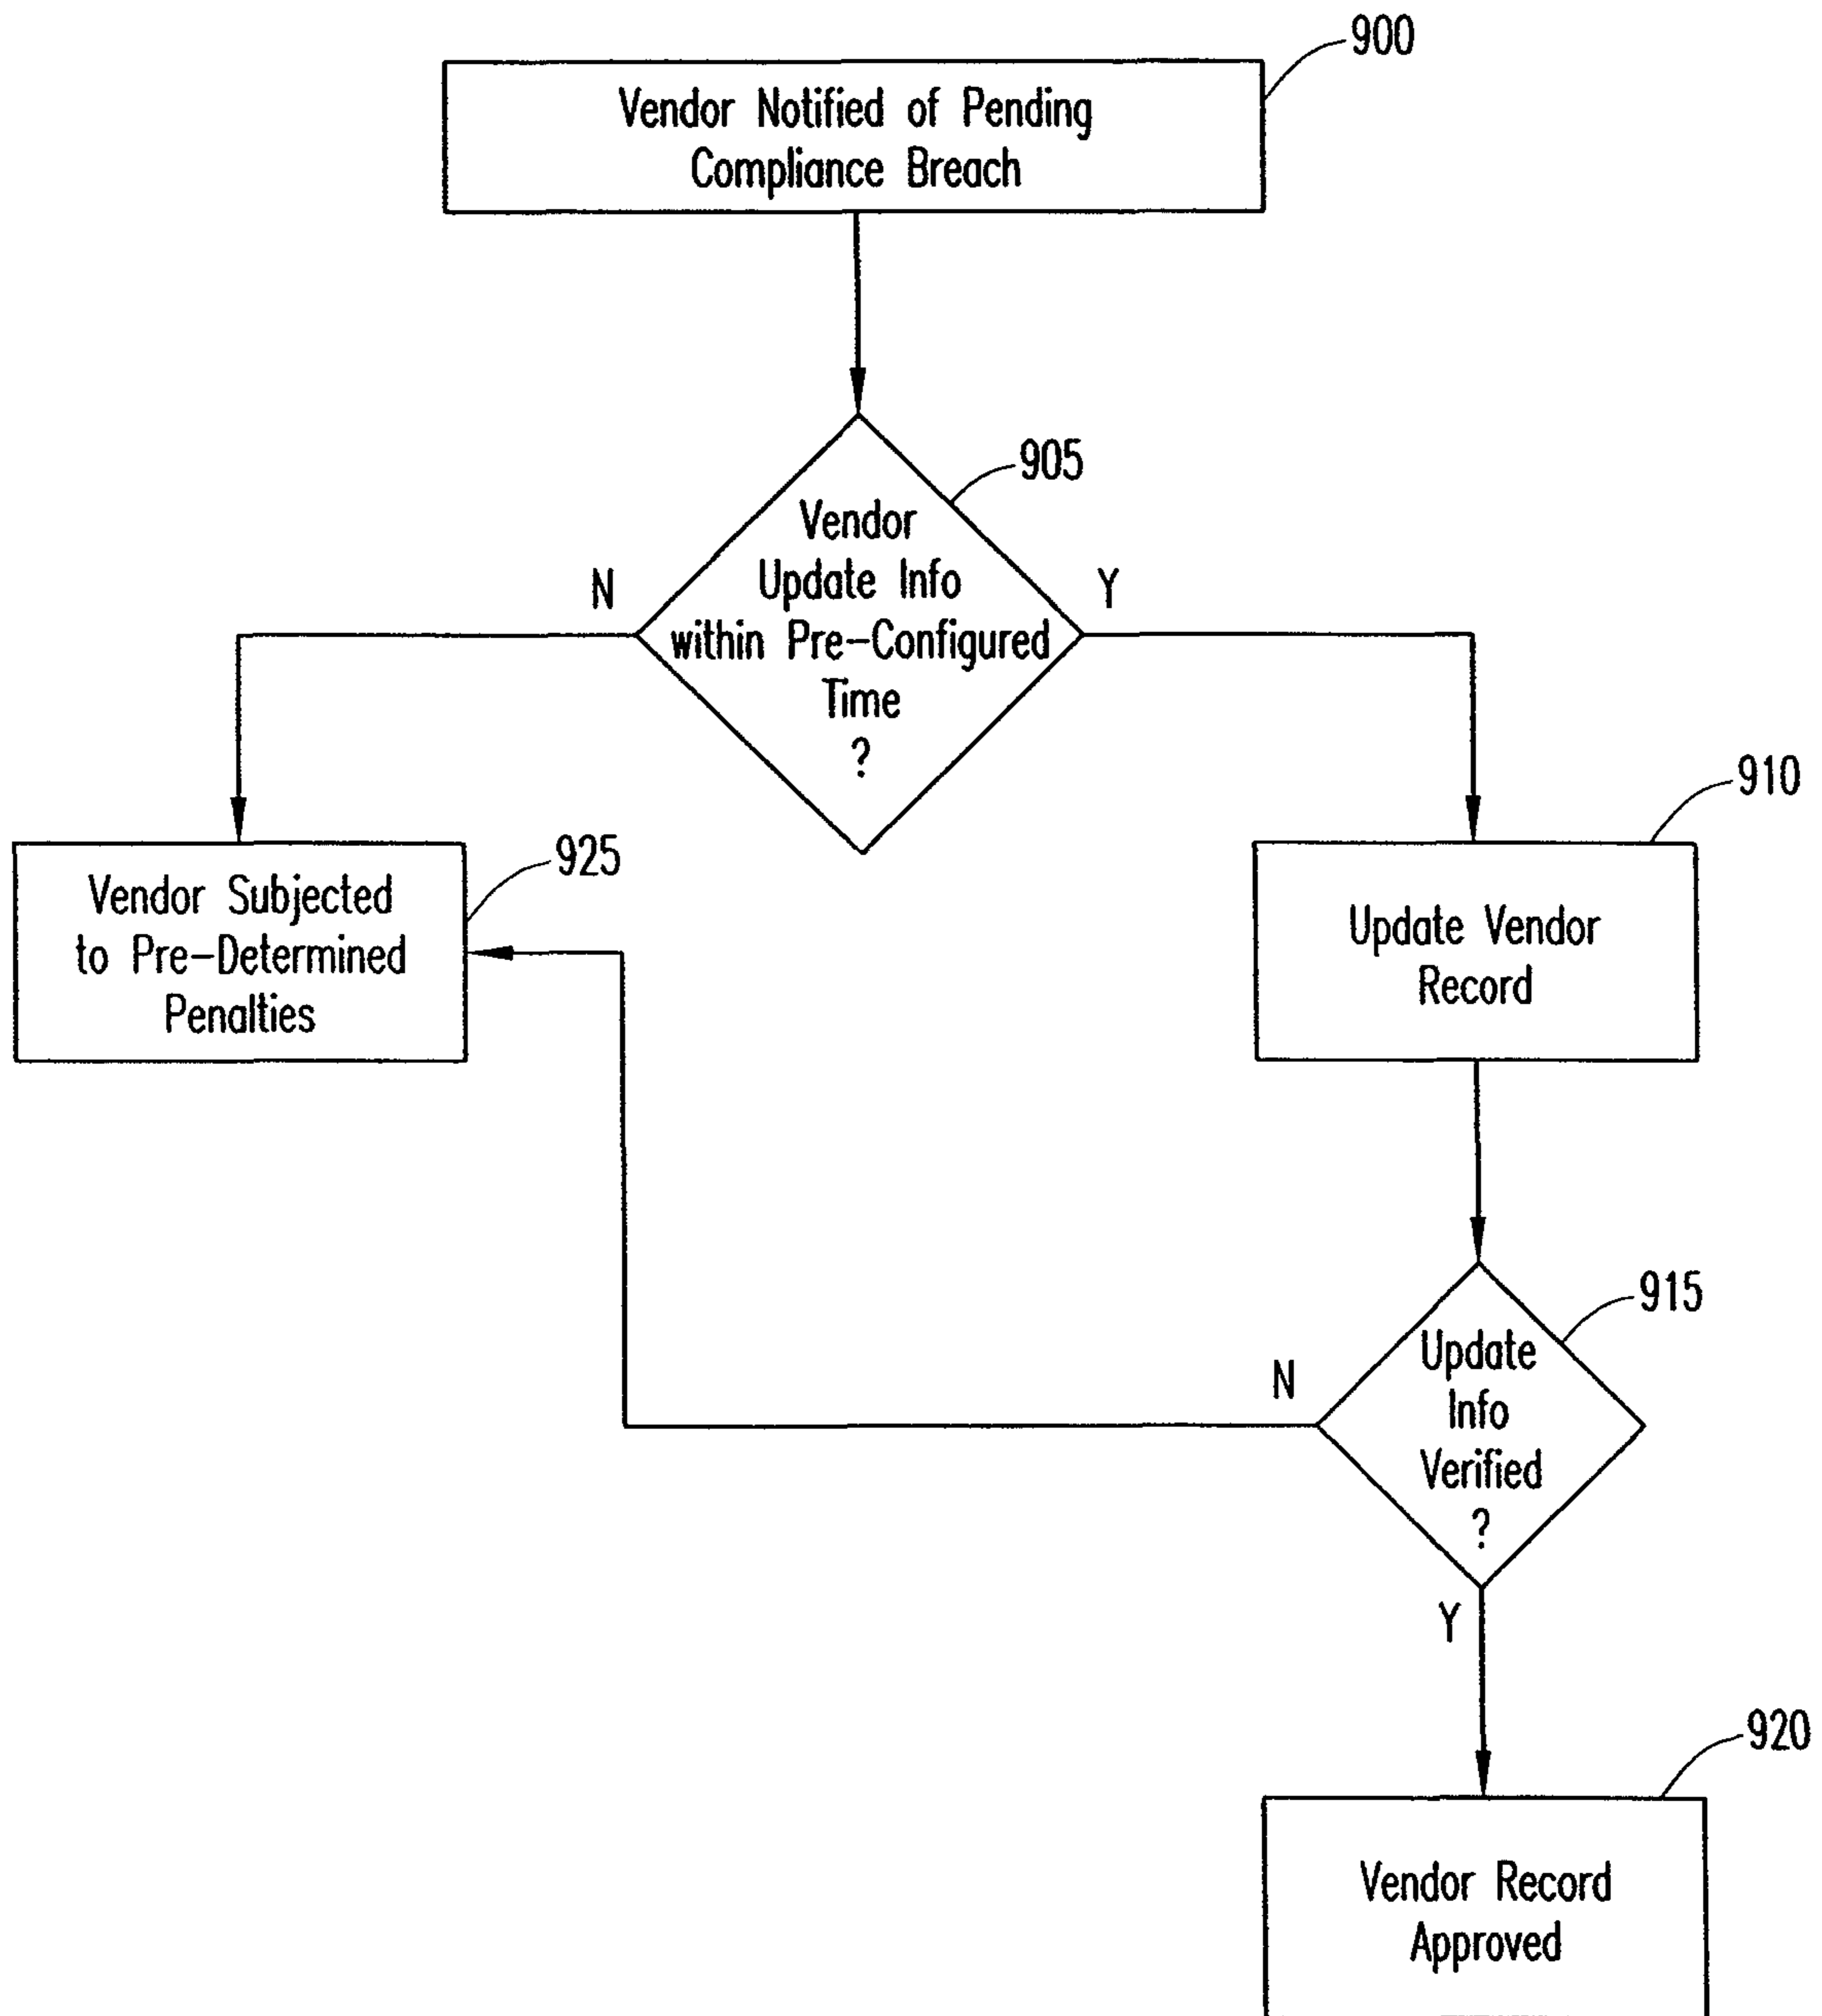 900
Vendor Notified of Pending
Compliance Breach
905
Vendor
Update Info
within Pre-Configured
Time
?
N
Y
910
925
Vendor Subjected
to Pre-Determined
Penalties
Update Vendor
Record
915
Update
Info
Verified
?
N
Y
920
Vendor Record
Approved